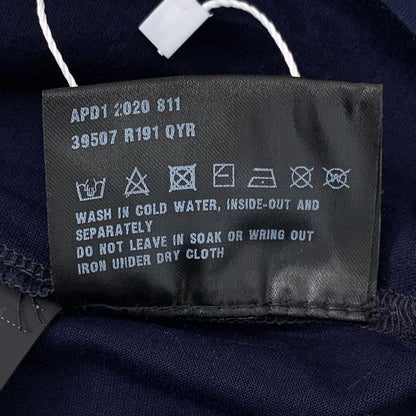 APD1 2020 811
39507 R191 QYR
WASH IN COLD WATER, INSIDE-OUT AND
SEPARATELY
DO NOT LEAVE IN SOAK OR WRING OUT
IRON UNDER DRY CLOTH